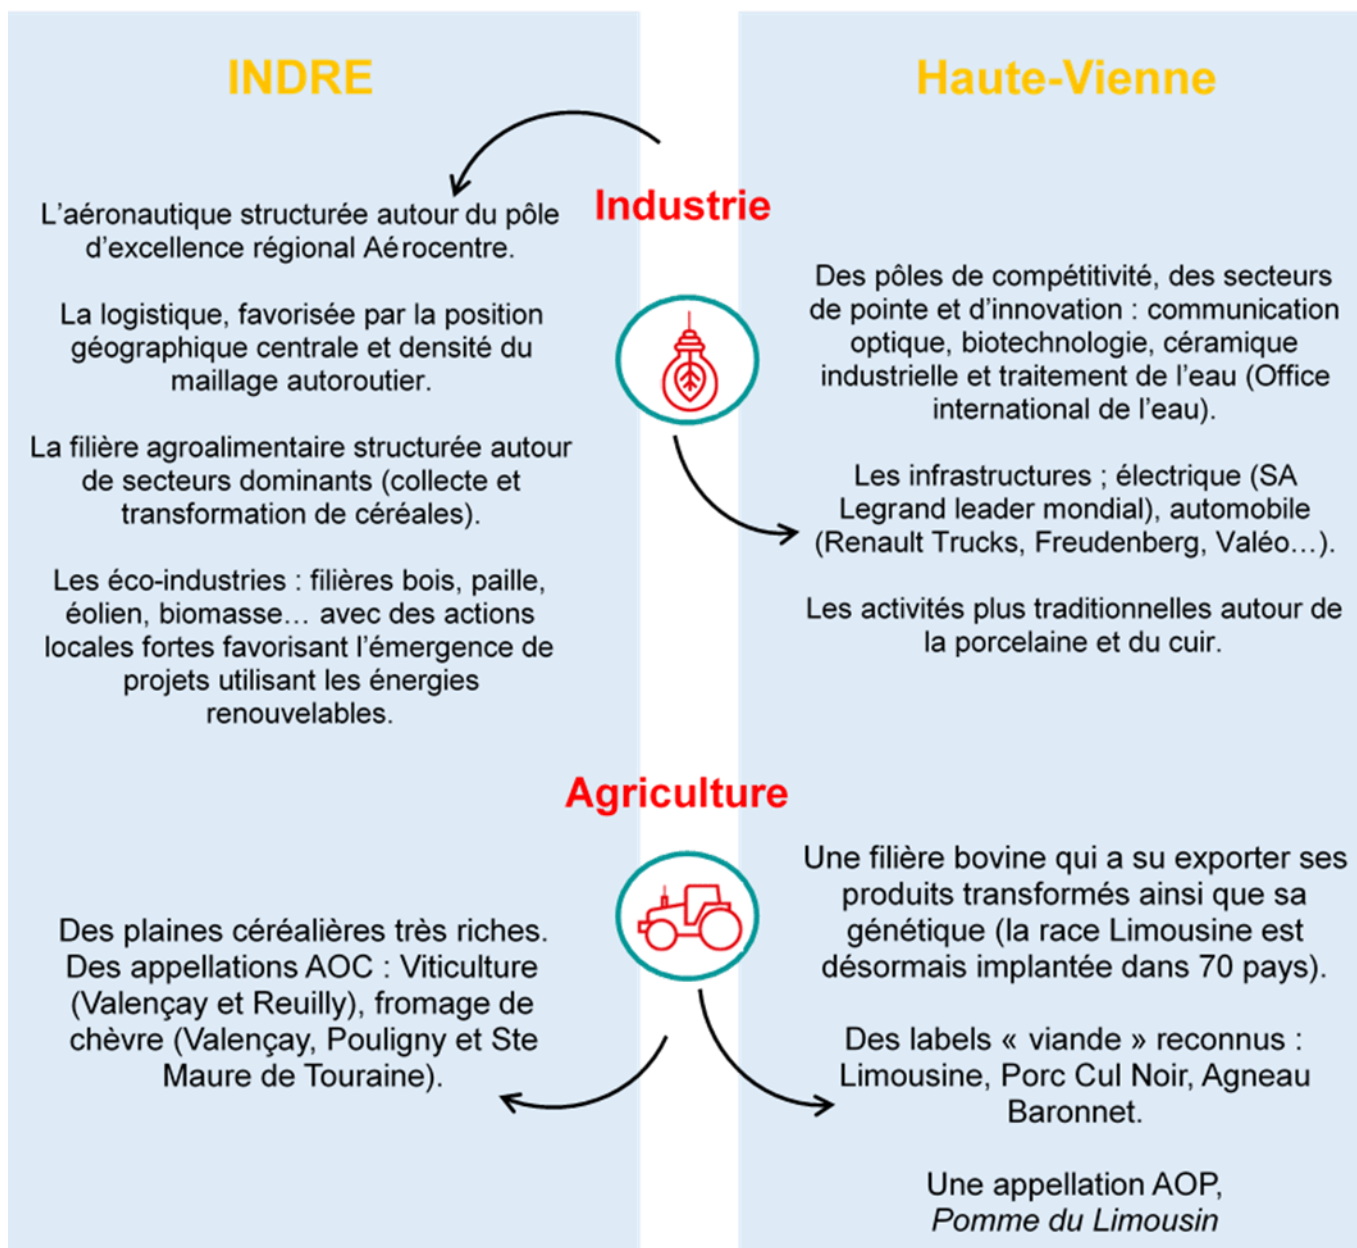 INDRE
Haute-Vienne
Industrie
L’aéronautique structurée autour du pôle
d’excellence régional Aérocentre.
La logistique, favorisée par la position
géographique centrale et densité du
maillage autoroutier.
La filière agroalimentaire structurée autour
de secteurs dominants (collecte et
transformation de céréales).
Les éco-industries : filières bois, paille,
éolien, biomasse… avec des actions
locales fortes favorisant l’émergence de
projets utilisant les énergies
renouvelables.
Des pôles de compétitivité, des secteurs
de pointe et d’innovation : communication
optique, biotechnologie, céramique
industrielle et traitement de l’eau (Office
international de l’eau).
Les infrastructures ; électrique (SA
Legrand leader mondial), automobile
(Renault Trucks, Freudenberg, Valéo…).
Les activités plus traditionnelles autour de
la porcelaine et du cuir.
Agriculture
Des plaines céréalières très riches.
Des appellations AOC : Viticulture
(Valençay et Reuilly), fromage de
chèvre (Valençay, Pouligny et Ste
Maure de Touraine).
Une filière bovine qui a su exporter ses
produits transformés ainsi que sa
génétique (la race Limousine est
désormais implantée dans 70 pays).
Des labels « viande » reconnus :
Limousine, Porc Cul Noir, Agneau
Baronnet.
Une appellation AOP,
Pomme du Limousin